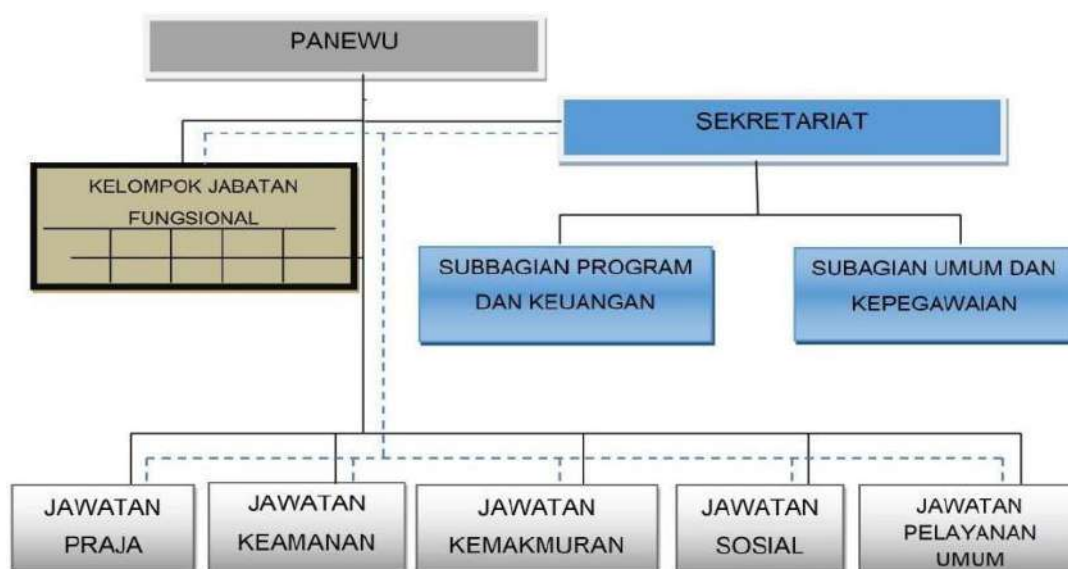 PANEWU
SEKRETARIAT
KELOMPOK JABATAN
FUNGSIONAL
SUBBAGIAN PROGRAM
DAN KEUANGAN
SUBAGIAN UMUM DAN
KEPEGAWAIAN
JAWATAN
PRAJA
JAWATAN
KEAMANAN
JAWATAN
KEMAKMURAN
JAWATAN
SOSIAL
JAWATAN
PELAYANAN
UMUM